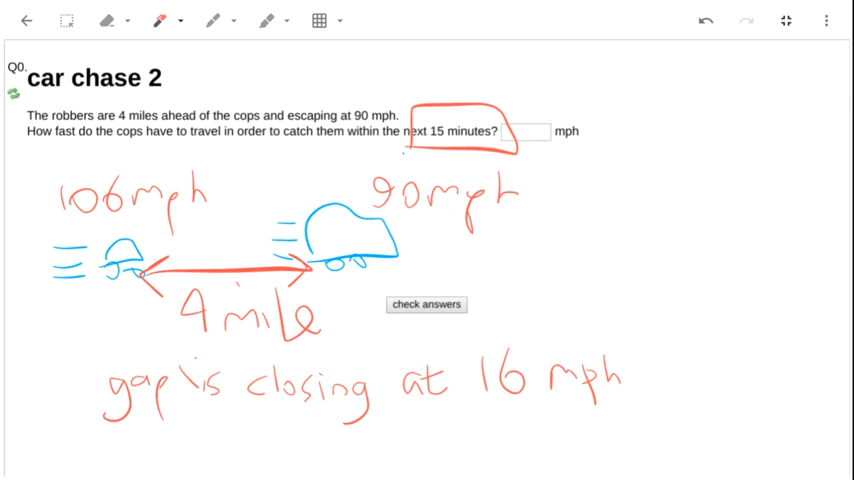 Q0.
car chase 2
The robbers are 4 miles ahead of the cops and escaping at 90 mph.
How fast do the cops have to travel in order to catch them within the next 15 minutes? mph
106mph 90mph
4 mile
check answers
gap is closing at 16 mph